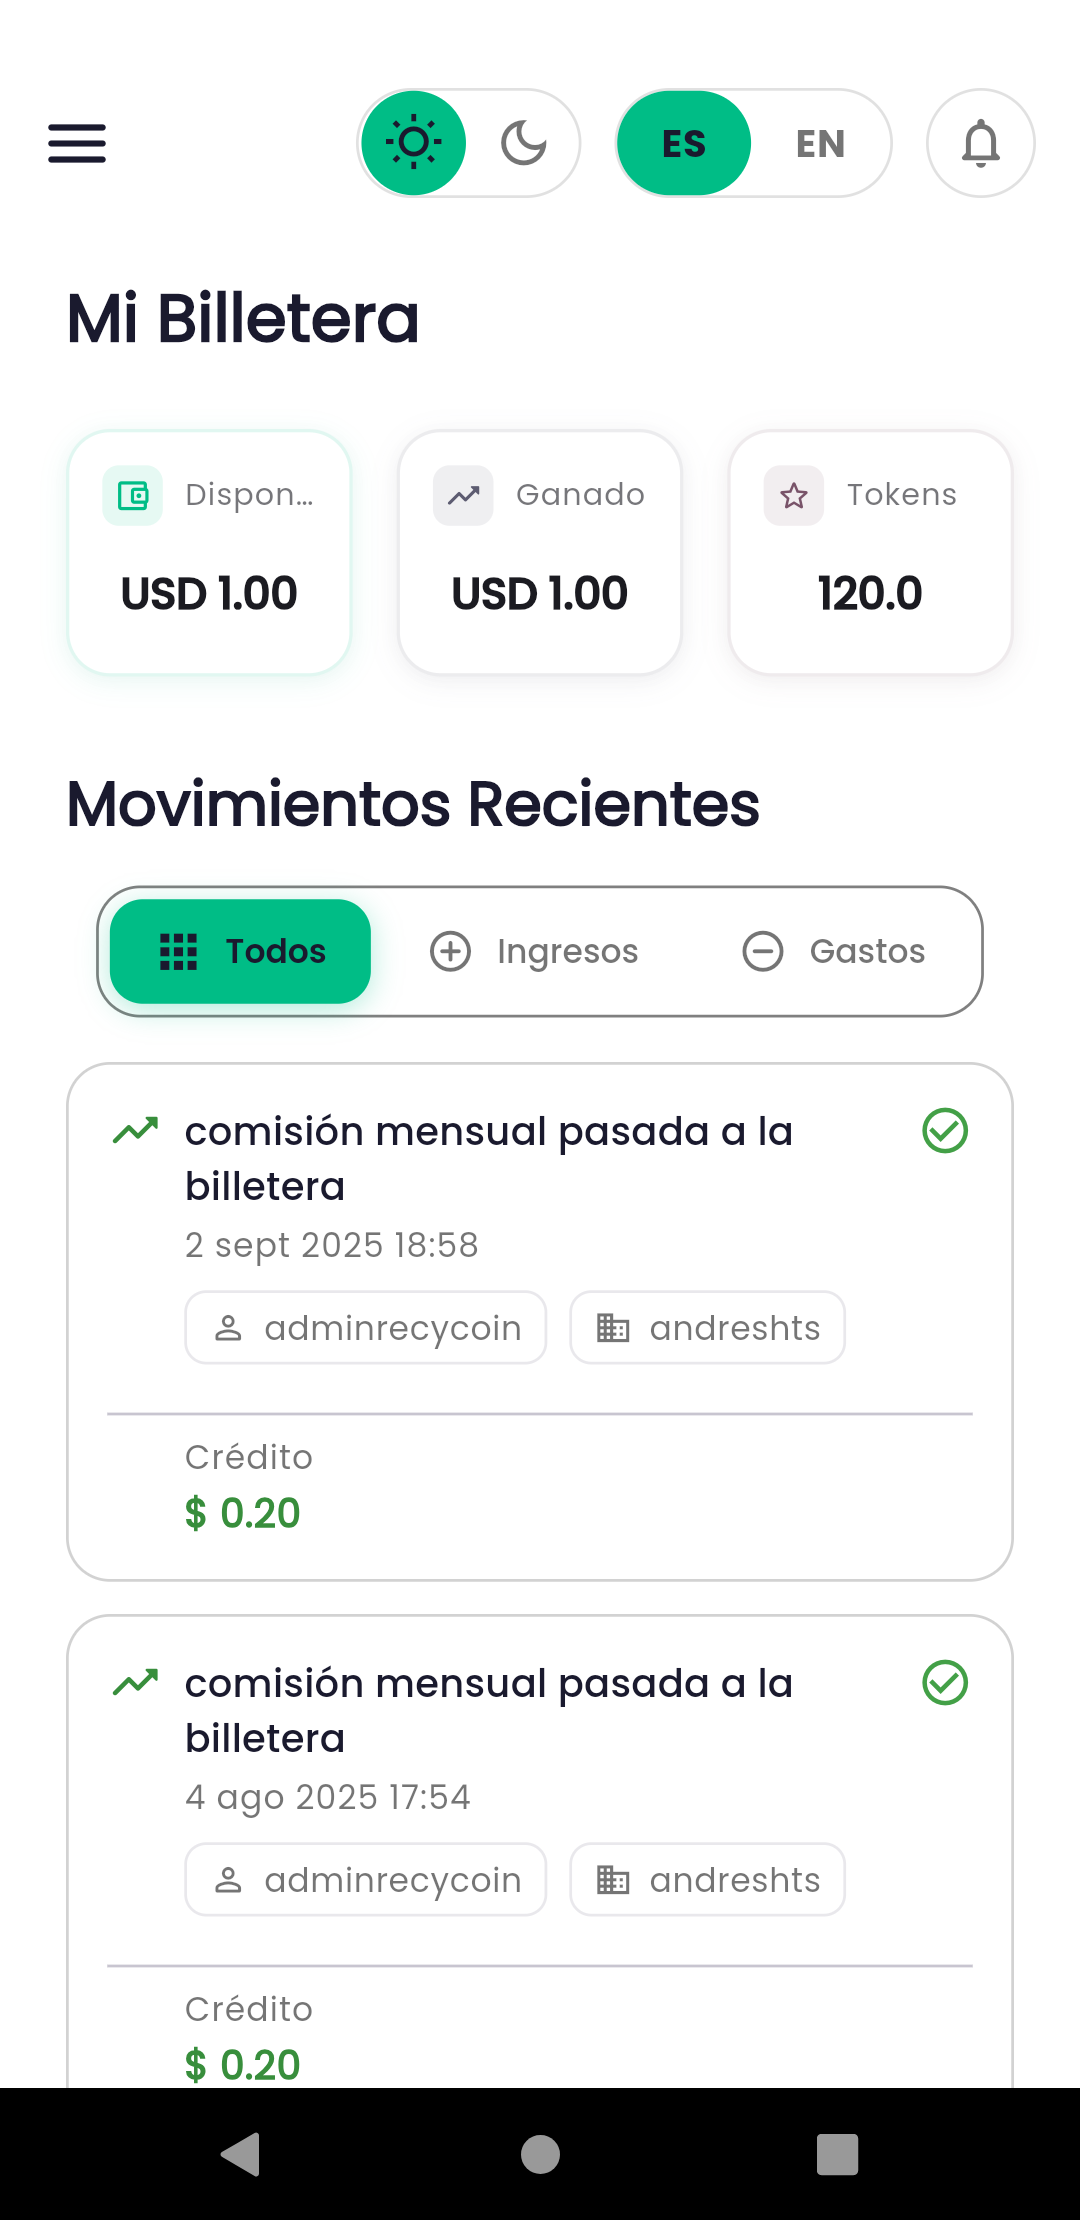 ES EN
Mi Billetera
Dispon... Ganado Tokens
USD 1.00 USD 1.00 120.0
Movimientos Recientes
Todos Ingresos Gastos
comisión mensual pasada a la
billetera
2 sept 2025 18:58
adminrecycoin andreshts
Crédito
$ 0.20
comisión mensual pasada a la
billetera
4 ago 2025 17:54
adminrecycoin andreshts
Crédito
$ 0.20